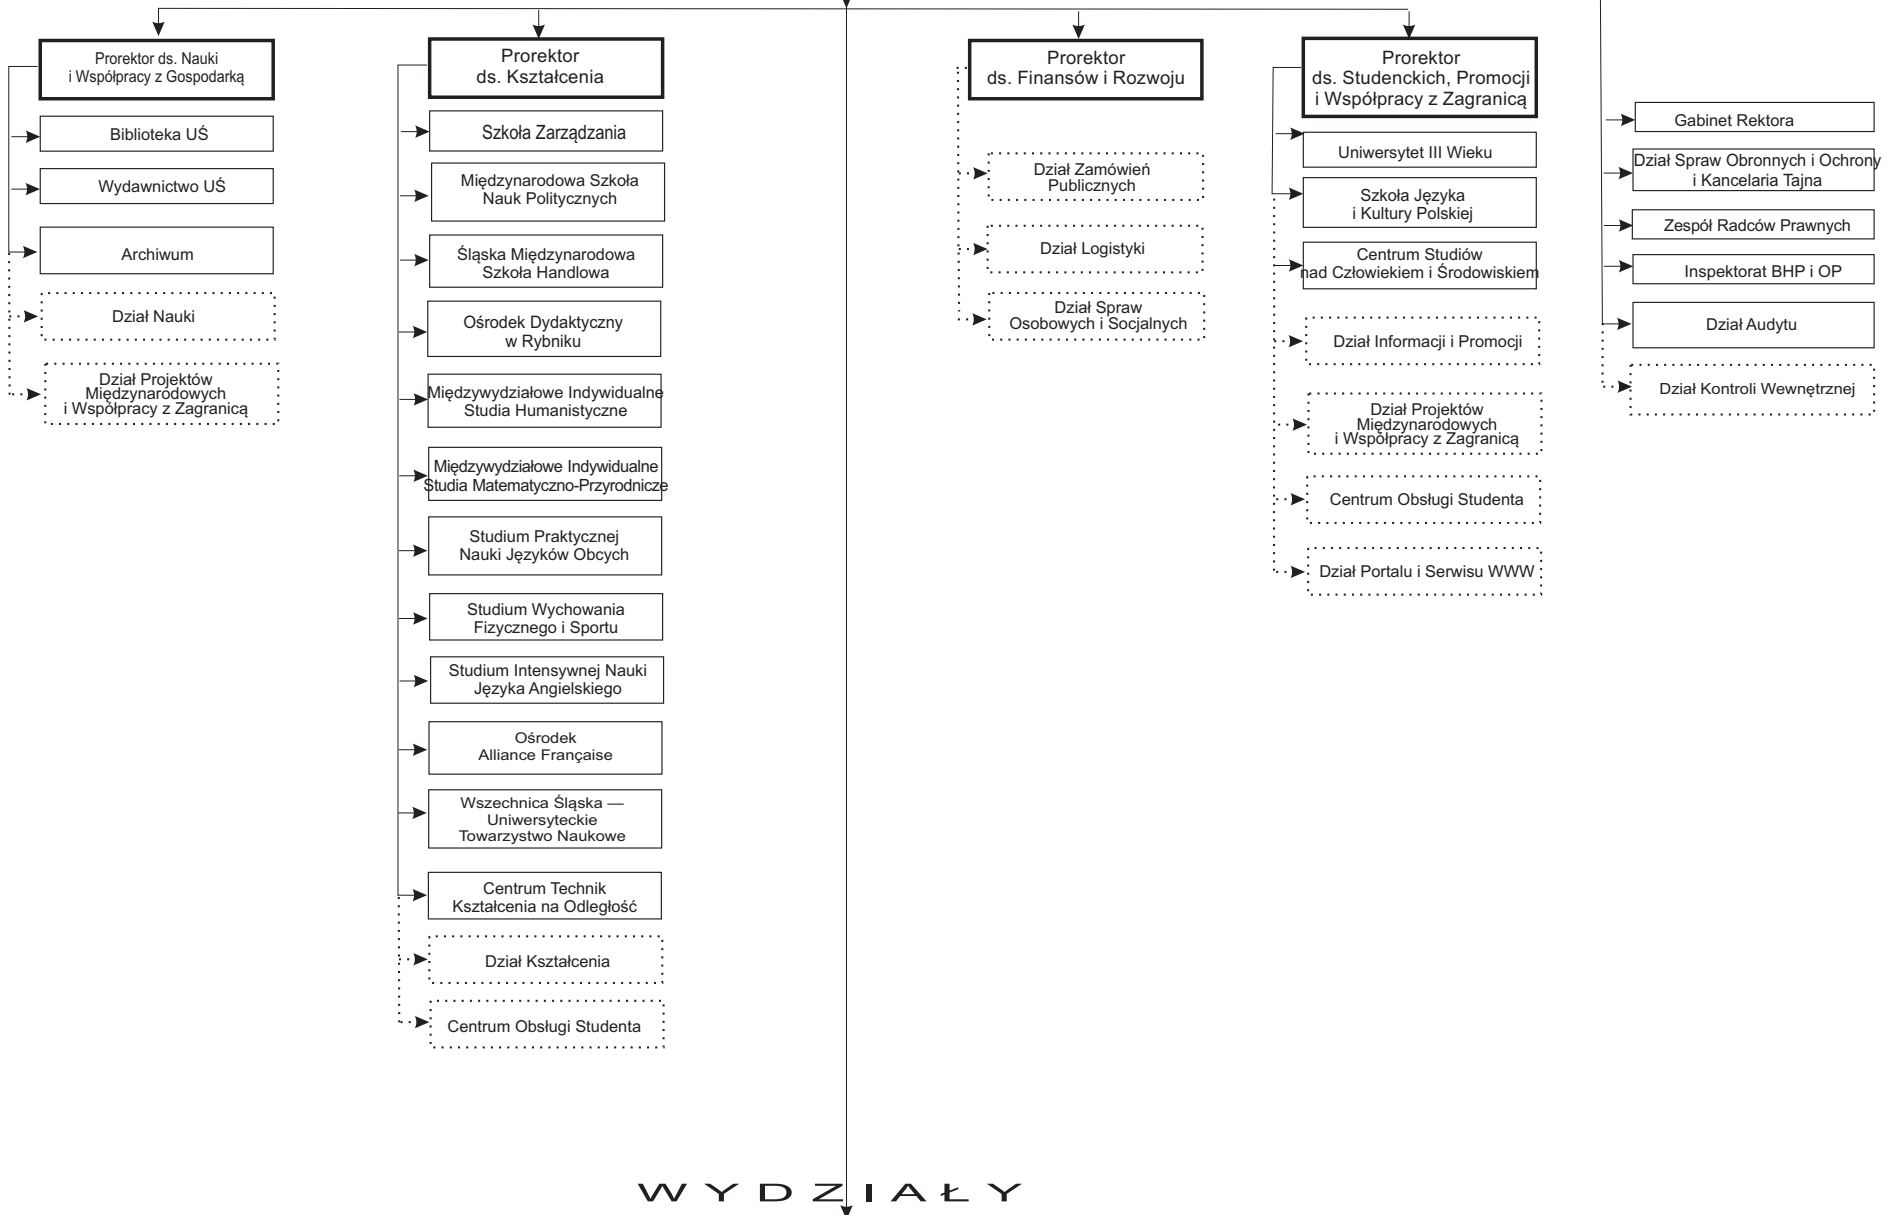 Prorektor ds. Nauki
i Współpracy z Gospodarką
Biblioteka UŚ
Wydawnictwo UŚ
Archiwum
Dział Nauki
Dział Projektów
Międzynarodowych
i Współpracy z Zagranicą
Prorektor
ds. Kształcenia
Szkoła Zarządzania
Międzynarodowa Szkoła
Nauk Politycznych
Śląska Międzynarodowa
Szkoła Handlowa
Ośrodek Dydaktyczny
w Rybniku
Międzywydziałowe Indywidualne
Studia Humanistyczne
Międzywydziałowe Indywidualne
Studia Matematyczno-Przyrodnicze
Studium Praktycznej
Nauki Języków Obcych
Studium Wychowania
Fizycznego i Sportu
Studium Intensywnej Nauki
Języka Angielskiego
Ośrodek
Alliance Française
Wszechnica Śląska —
Uniwersyteckie
Towarzystwo Naukowe
Centrum Technik
Kształcenia na Odległość
Dział Kształcenia
Centrum Obsługi Studenta
Prorektor
ds. Finansów i Rozwoju
Dział Zamówień
Publicznych
Dział Logistyki
Dział Spraw
Osobowych i Socjalnych
Prorektor
ds. Studenckich, Promocji
i Współpracy z Zagranicą
Uniwersytet III Wieku
Szkoła Języka
i Kultury Polskiej
Centrum Studiów
nad Człowiekiem i Środowiskiem
Dział Informacji i Promocji
Dział Projektów
Międzynarodowych
i Współpracy z Zagranicą
Centrum Obsługi Studenta
Dział Portalu i Serwisu WWW
Gabinet Rektora
Dział Spraw Obronnych i Ochrony
i Kancelaria Tajna
Zespół Radców Prawnych
Inspektorat BHP i OP
Dział Audytu
Dział Kontroli Wewnętrznej
WYDZIAŁY